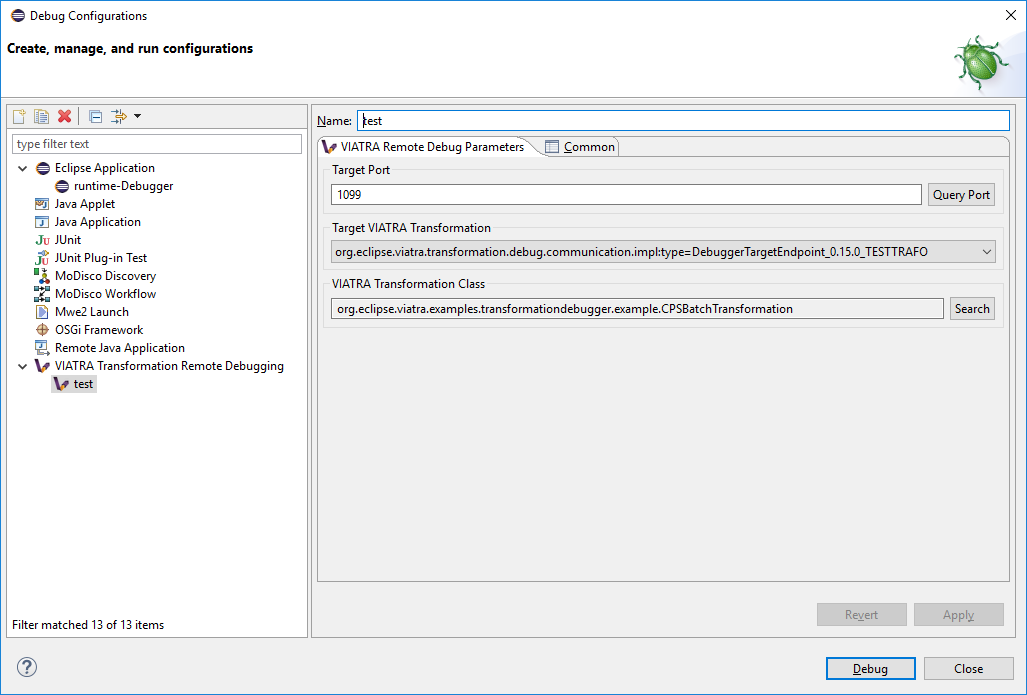 Debug Configurations
Create, manage, and run configurations
type filter text
Eclipse Application
runtime-Debugger
Java Applet
Java Application
JUnit
JUnit Plug-in Test
MoDisco Discovery
MoDisco Workflow
Mwe2 Launch
OSGi Framework
Remote Java Application
VIATRA Transformation Remote Debugging
test
Filter matched 13 of 13 items
Name: test
VIATRA Remote Debug Parameters Common
Target Port
1099 Query Port
Target VIATRA Transformation
org.eclipse.viatra.transformation.debug.communication.impl:type=DebuggerTargetEndpoint_0.15.0_TESTTRAFO
VIATRA Transformation Class
org.eclipse.viatra.examples.transformationdebugger.example.CPSBatchTransformation Search
Revert Apply
? Debug Close